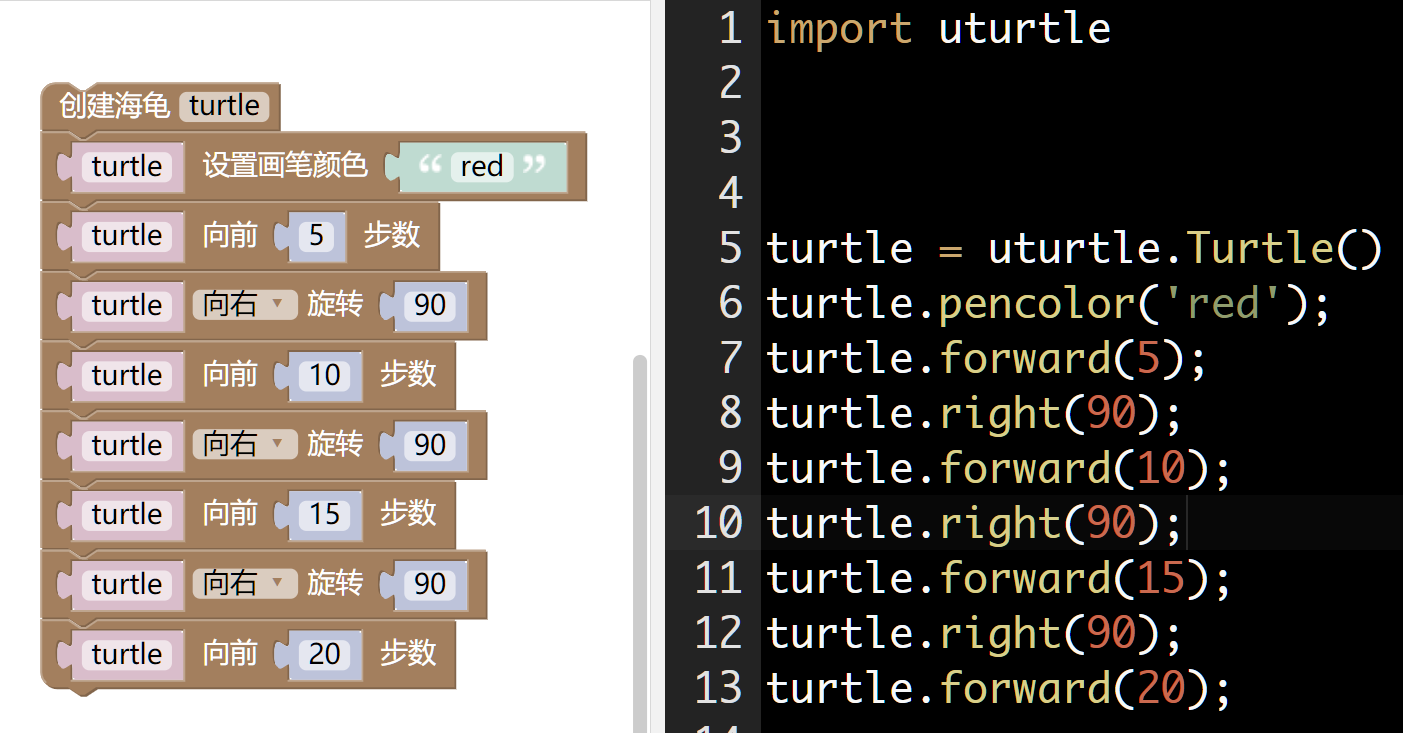 创建海龟 turtle
turtle 设置画笔颜色 “ red ”
turtle 向前 5 步数
turtle 向右 旋转 90
turtle 向前 10 步数
turtle 向右 旋转 90
turtle 向前 15 步数
turtle 向右 旋转 90
turtle 向前 20 步数
1 import uturtle
2
3
4
5 turtle = uturtle.Turtle()
6 turtle.pencolor('red');
7 turtle.forward(5);
8 turtle.right(90);
9 turtle.forward(10);
10 turtle.right(90);
11 turtle.forward(15);
12 turtle.right(90);
13 turtle.forward(20);
14